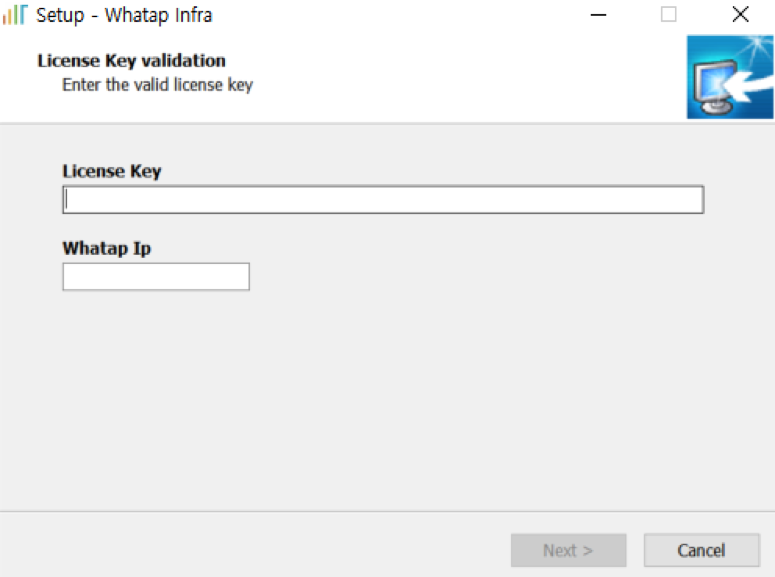 Setup - Whatap Infra
License Key validation
Enter the valid license key
License Key
Whatap Ip
Next >
Cancel